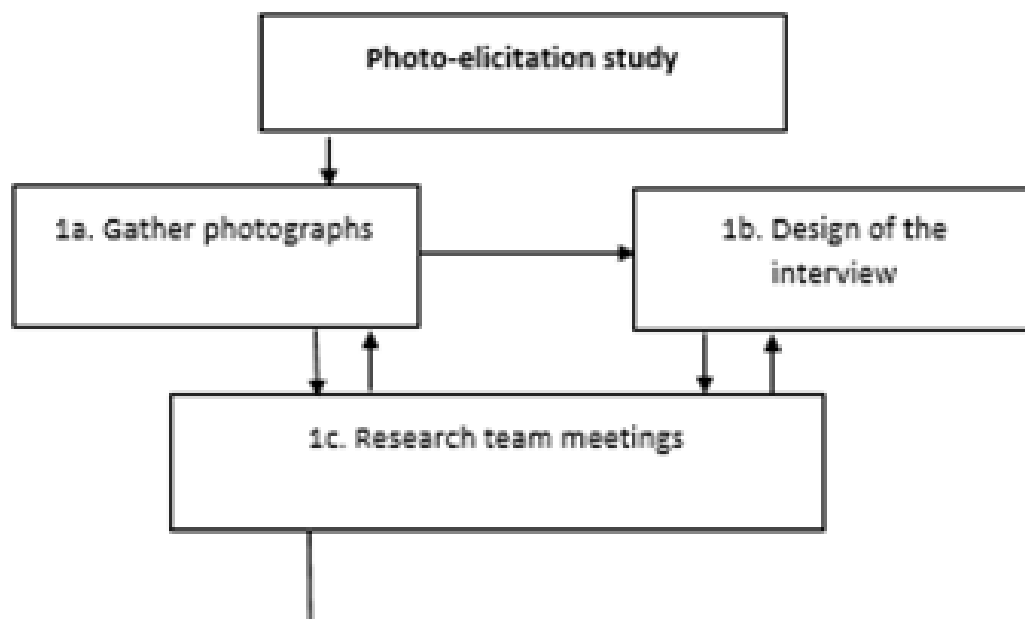 Photo-elicitation study
1a. Gather photographs
1b. Design of the
interview
1c. Research team meetings